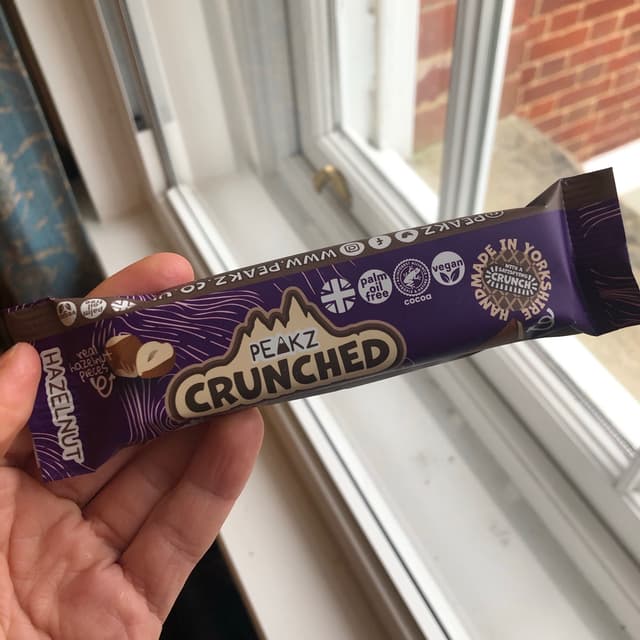 @PEAKZ
WWW.PEAKZ.CO.U
palm
oil
free
cocoa
vegan
HANDMADE IN YORKSHIRE
WITH A
CRUNCH
real
hazelnut
pieces
HAZELNUT
PEAKZ
CRUNCHED